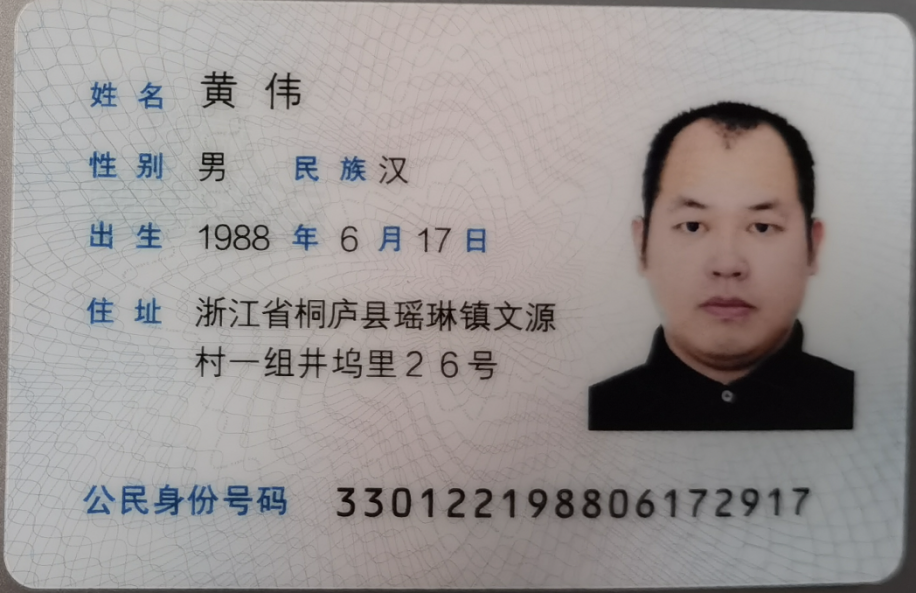 姓名 黄伟
性别 男 民族 汉
出生 1988 年 6 月 17 日
住址 浙江省桐庐县瑶琳镇文源
村一组井坞里26号
公民身份号码 330122198806172917